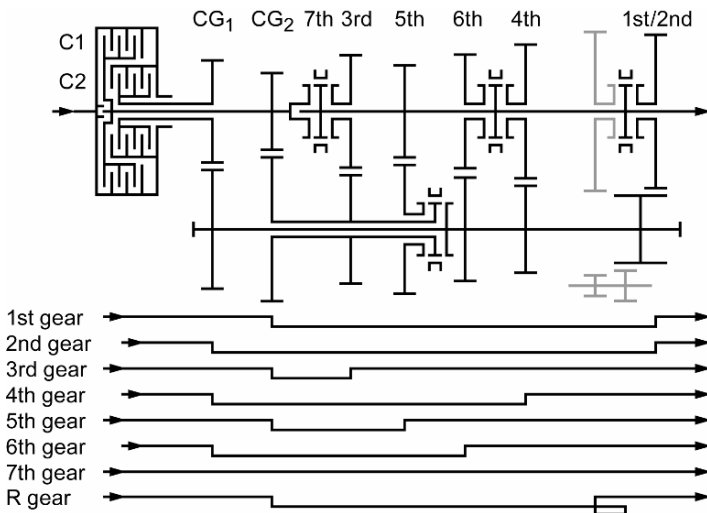 C1 CG₁ CG₂ 7th 3rd 5th 6th 4th 1st/2nd
C2
1st gear
2nd gear
3rd gear
4th gear
5th gear
6th gear
7th gear
R gear